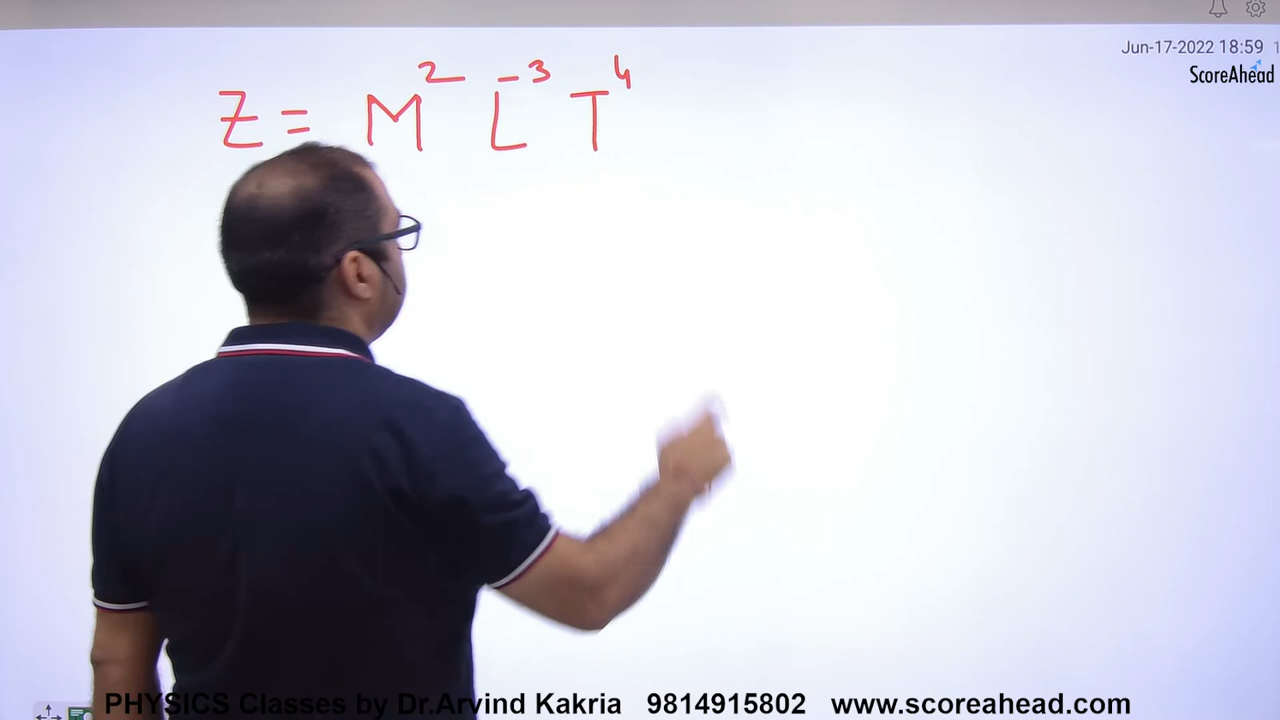 Jun-17-2022 18:59 1
ScoreAhead
Z = M² L⁻³ T⁴
PHYSICS Classes by Dr.Arvind Kakria 9814915802 www.scoreahead.com